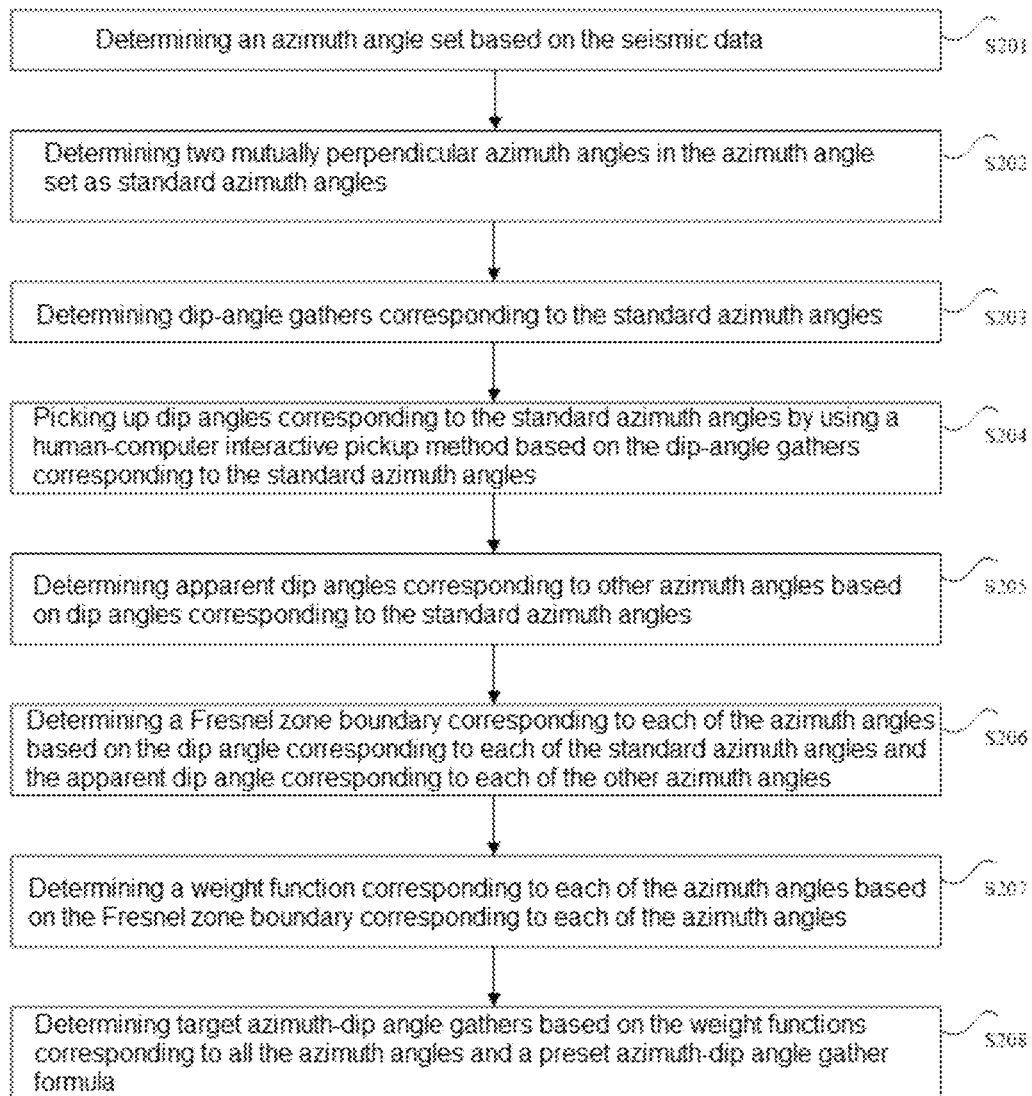 Determining an azimuth angle set based on the seismic data
S201
Determining two mutually perpendicular azimuth angles in the azimuth angle
set as standard azimuth angles
S202
Determining dip-angle gathers corresponding to the standard azimuth angles
S203
Picking up dip angles corresponding to the standard azimuth angles by using a
human-computer interactive pickup method based on the dip-angle gathers
corresponding to the standard azimuth angles
S204
Determining apparent dip angles corresponding to other azimuth angles based
on dip angles corresponding to the standard azimuth angles
S205
Determining a Fresnel zone boundary corresponding to each of the azimuth angles
based on the dip angle corresponding to each of the standard azimuth angles and
the apparent dip angle corresponding to each of the other azimuth angles
S206
Determining a weight function corresponding to each of the azimuth angles based
on the Fresnel zone boundary corresponding to each of the azimuth angles
S207
Determining target azimuth-dip angle gathers based on the weight functions
corresponding to all the azimuth angles and a preset azimuth-dip angle gather
formula
S208